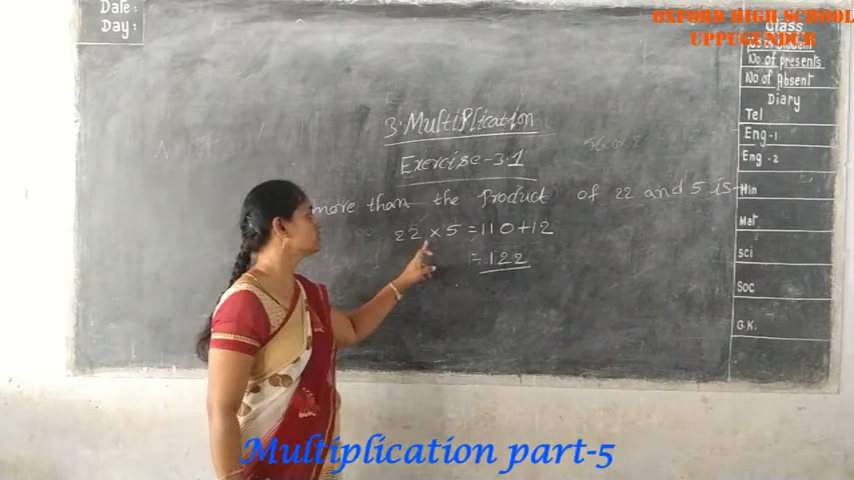 Date:
Day:
OXFORD HIGH SCHOOL
UPPUGUNDUR
Class
No of presents
No of Absent
Diary
Tel
Eng-1
Eng-2
Hin
Mat
Sci
Soc
G.K.
3.Multiplication
Exercise-3.1
more than the product of 22 and 5 is
22 × 5 = 110+12
= 122
Multiplication part-5